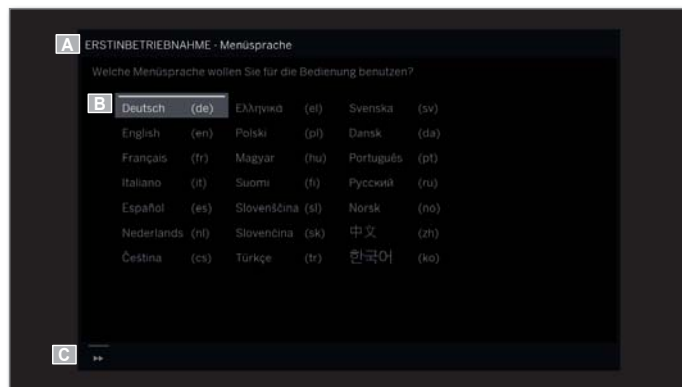 A ERSTINBETRIEBNAHME - Menüsprache
Welche Menüsprache wollen Sie für die Bedienung benutzen?
B Deutsch (de) Ελληνικά (el) Svenska (sv)
English (en) Polski (pl) Dansk (da)
Français (fr) Magyar (hu) Português (pt)
Italiano (it) Suomi (fi) Русский (ru)
Español (es) Slovenščina (sl) Norsk (no)
Nederlands (nl) Slovenčina (sk) 中文 (zh)
Čeština (cs) Türkçe (tr) 한국어 (ko)
C